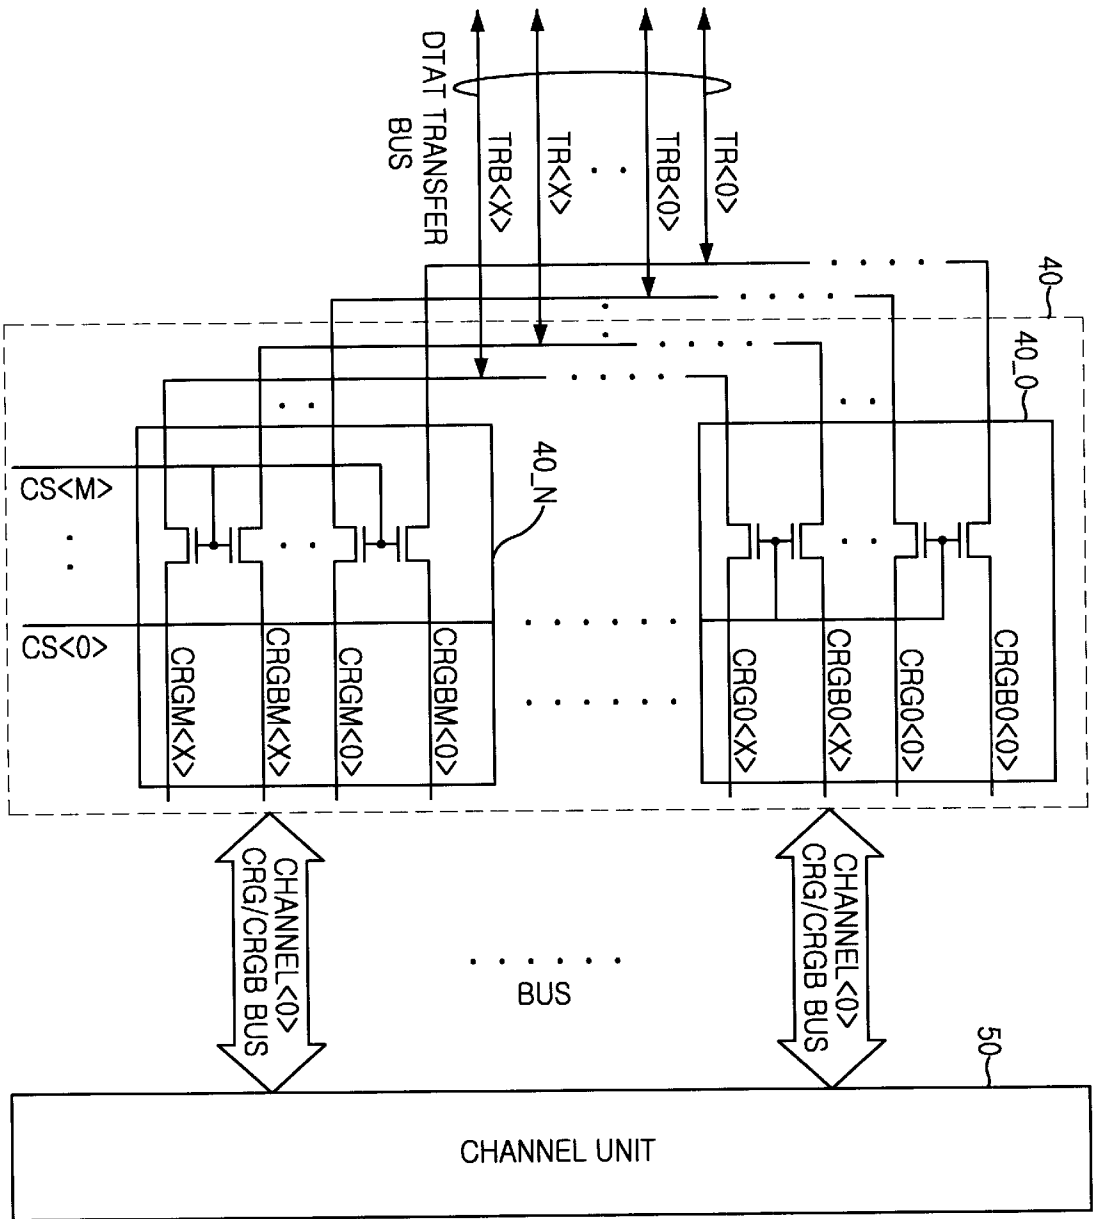 DTAT TRANSFER
BUS
TRB<X>
TR<X>
TRB<0>
TR<0>
40
40_0
40_N
CS<M>
CS<0>
CRGM<X>
CRGBM<X>
CRGM<0>
CRGBM<0>
CRG0<X>
CRGB0<X>
CRG0<0>
CRGB0<0>
CHANNEL<0>
CRG/CRGB BUS
BUS
CHANNEL<0>
CRG/CRGB BUS
50
CHANNEL UNIT